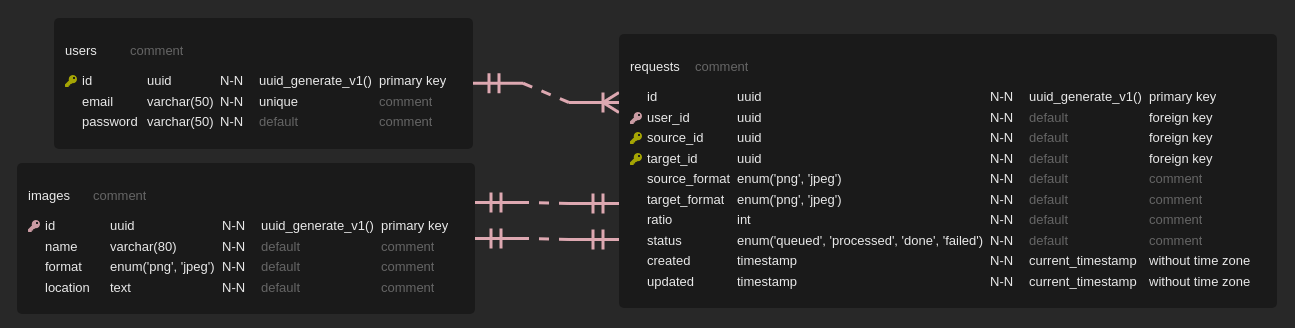 users comment
id uuid N-N uuid_generate_v1() primary key
email varchar(50) N-N unique comment
password varchar(50) N-N default comment
images comment
id uuid N-N uuid_generate_v1() primary key
name varchar(80) N-N default comment
format enum('png', 'jpeg') N-N default comment
location text N-N default comment
requests comment
id uuid N-N uuid_generate_v1() primary key
user_id uuid N-N default foreign key
source_id uuid N-N default foreign key
target_id uuid N-N default foreign key
source_format enum('png', 'jpeg') N-N default comment
target_format enum('png', 'jpeg') N-N default comment
ratio int N-N default comment
status enum('queued', 'processed', 'done', 'failed') N-N default comment
created timestamp N-N current_timestamp without time zone
updated timestamp N-N current_timestamp without time zone